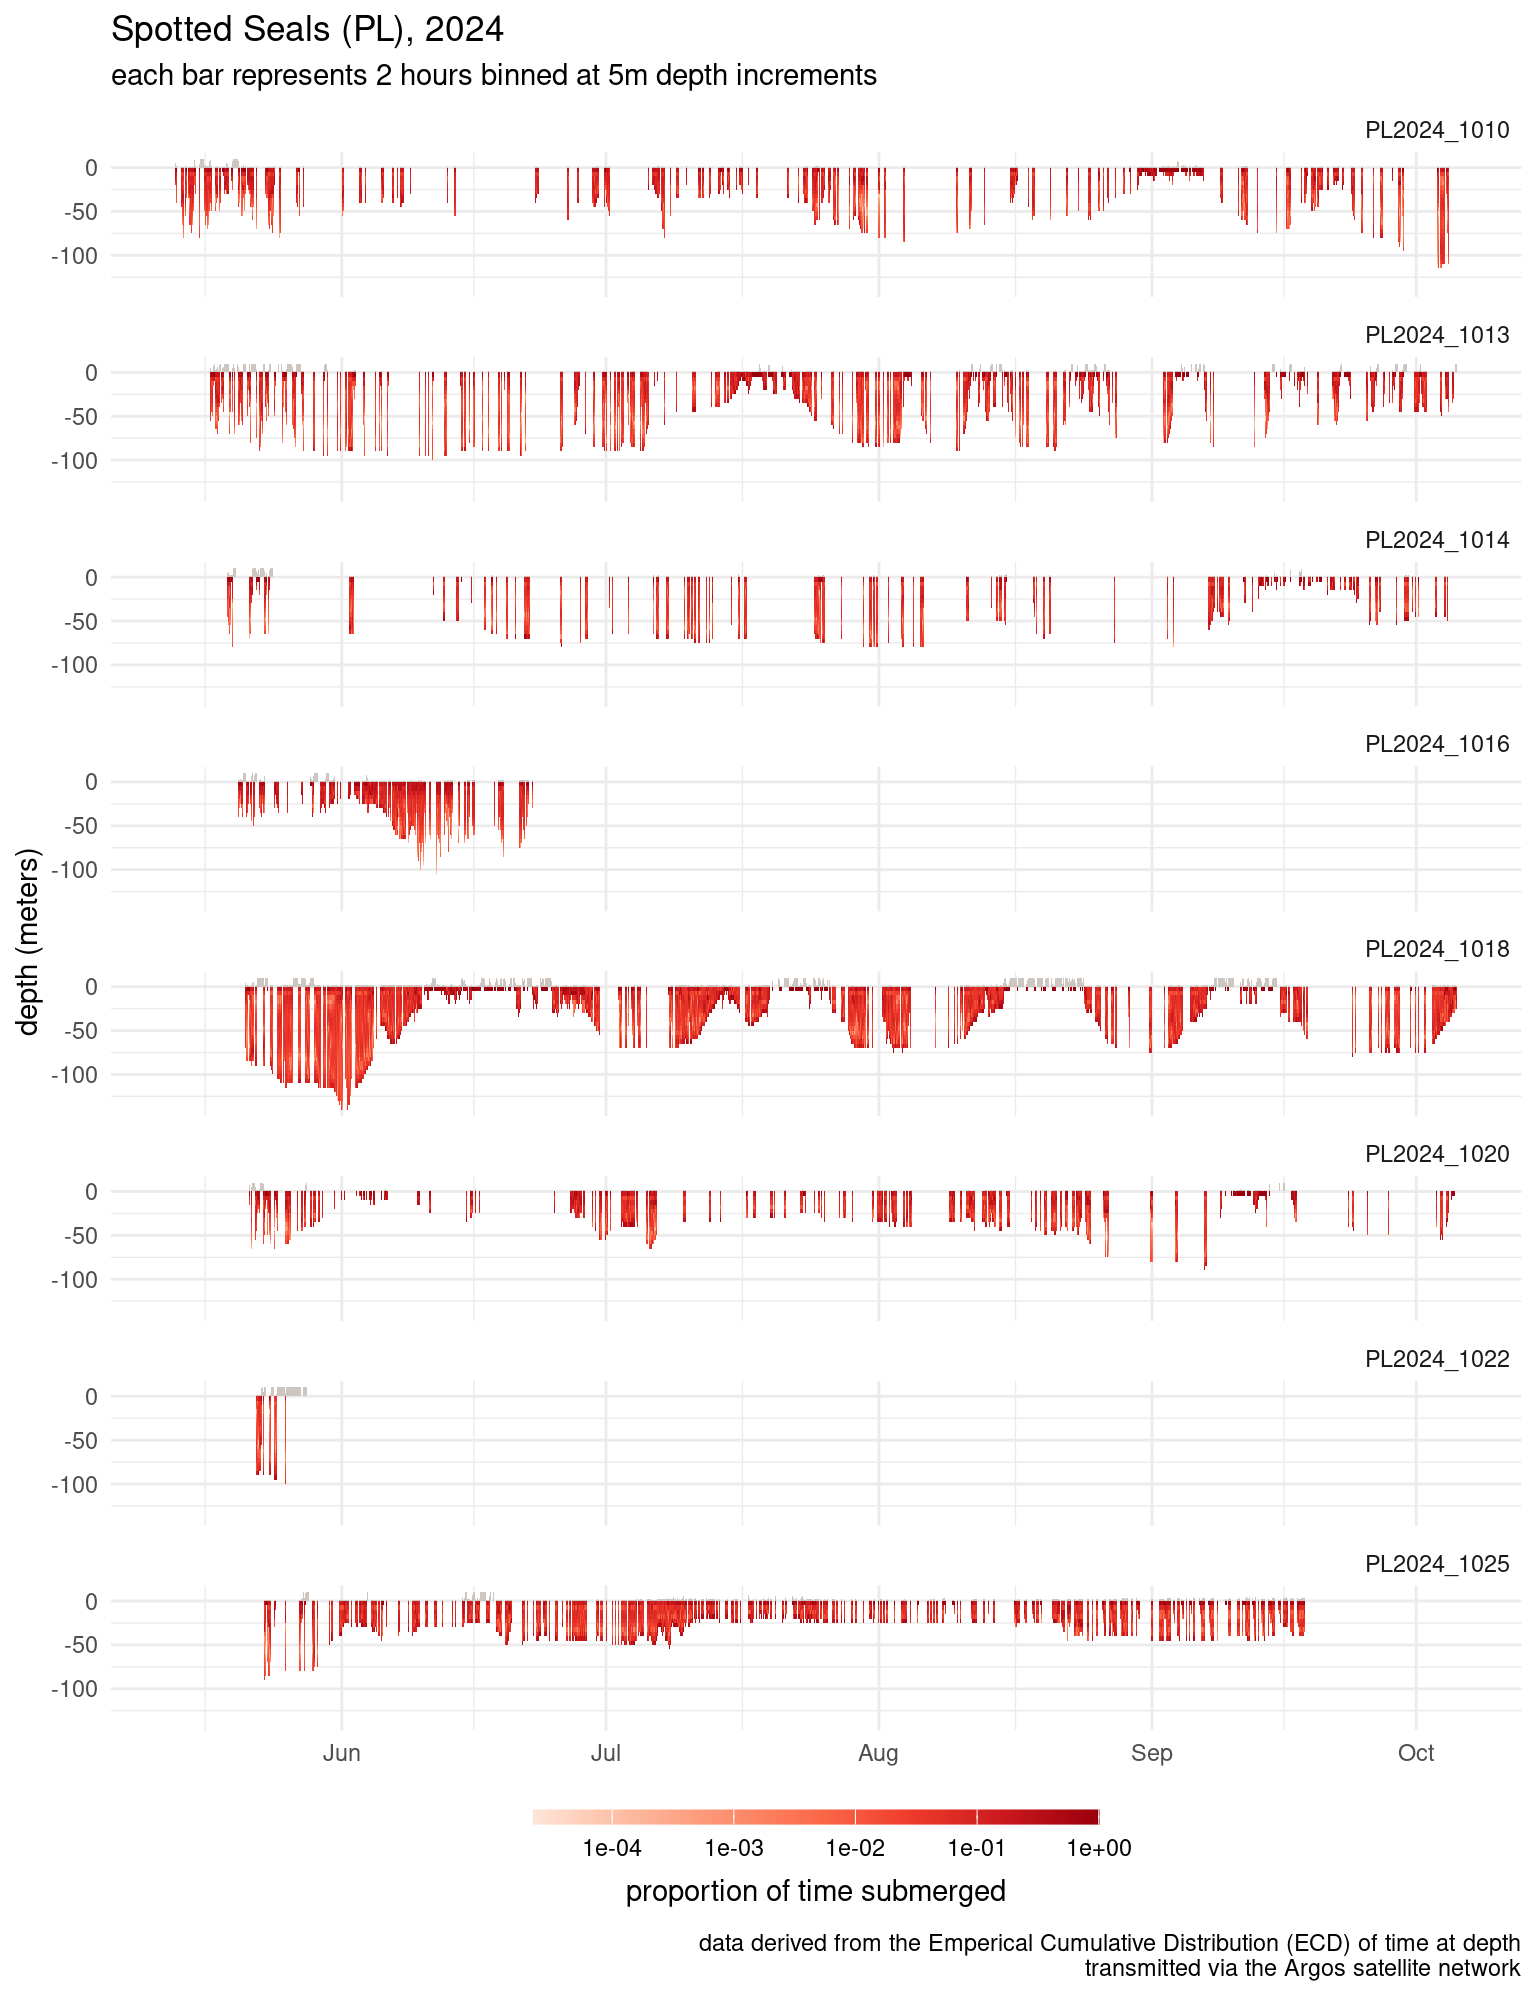 Spotted Seals (PL), 2024
each bar represents 2 hours binned at 5m depth increments
PL2024_1010
0
-50
-100
PL2024_1013
0
-50
-100
PL2024_1014
0
-50
-100
PL2024_1016
0
-50
-100
depth (meters)
PL2024_1018
0
-50
-100
PL2024_1020
0
-50
-100
PL2024_1022
0
-50
-100
PL2024_1025
0
-50
-100
Jun Jul Aug Sep Oct
1e-04 1e-03 1e-02 1e-01 1e+00
proportion of time submerged
data derived from the Emperical Cumulative Distribution (ECD) of time at depth
transmitted via the Argos satellite network